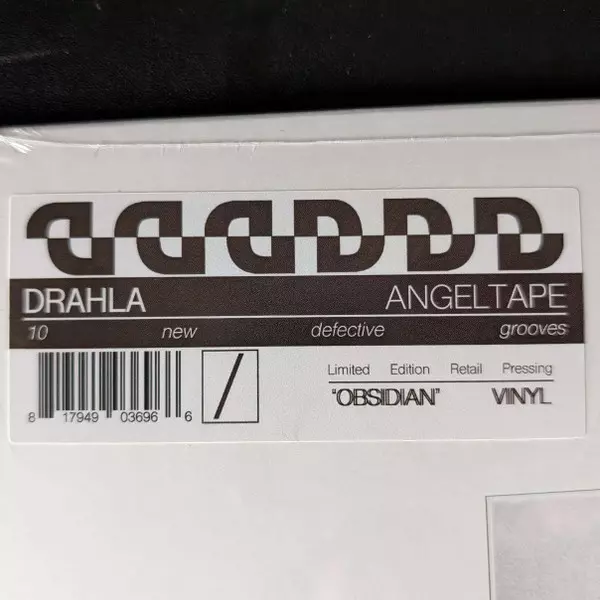 DRAHLA ANGELTAPE
10 new defective grooves
Limited Edition Retail Pressing
"OBSIDIAN" VINYL
8 17949 03696 6